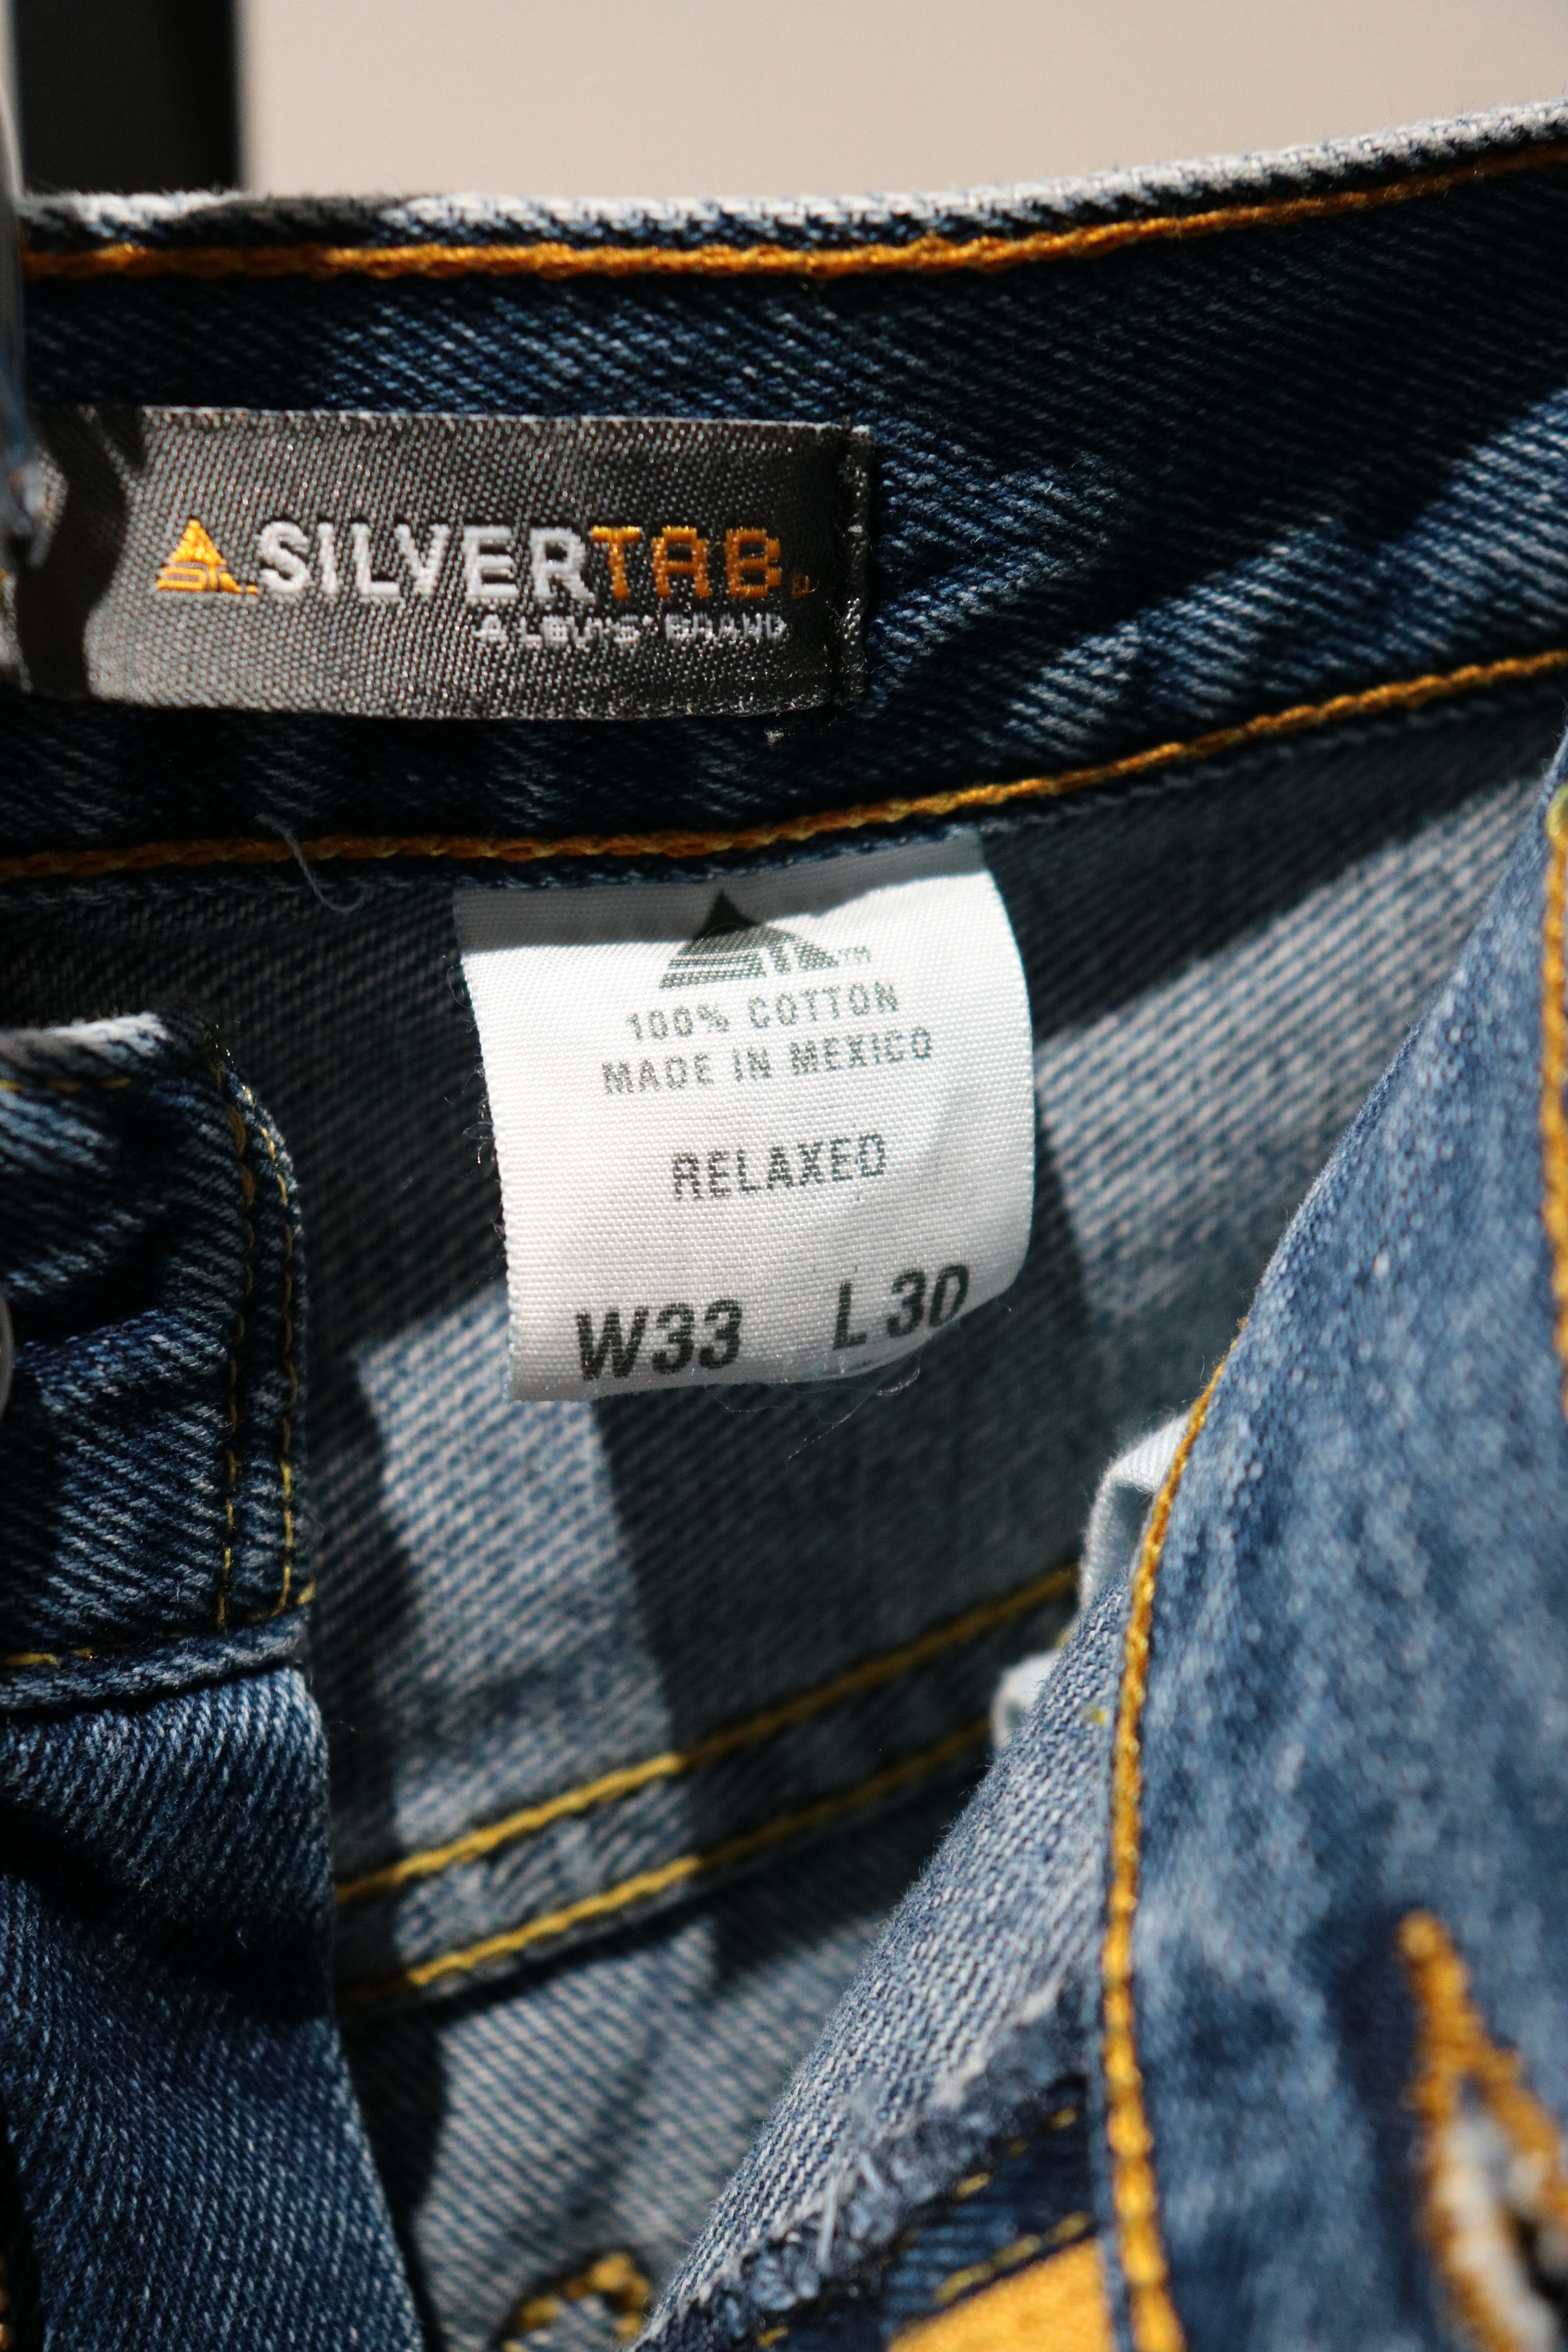 SILVERTAB
A LEVI'S BRAND
100% COTTON
MADE IN MEXICO
RELAXED
W33 L30